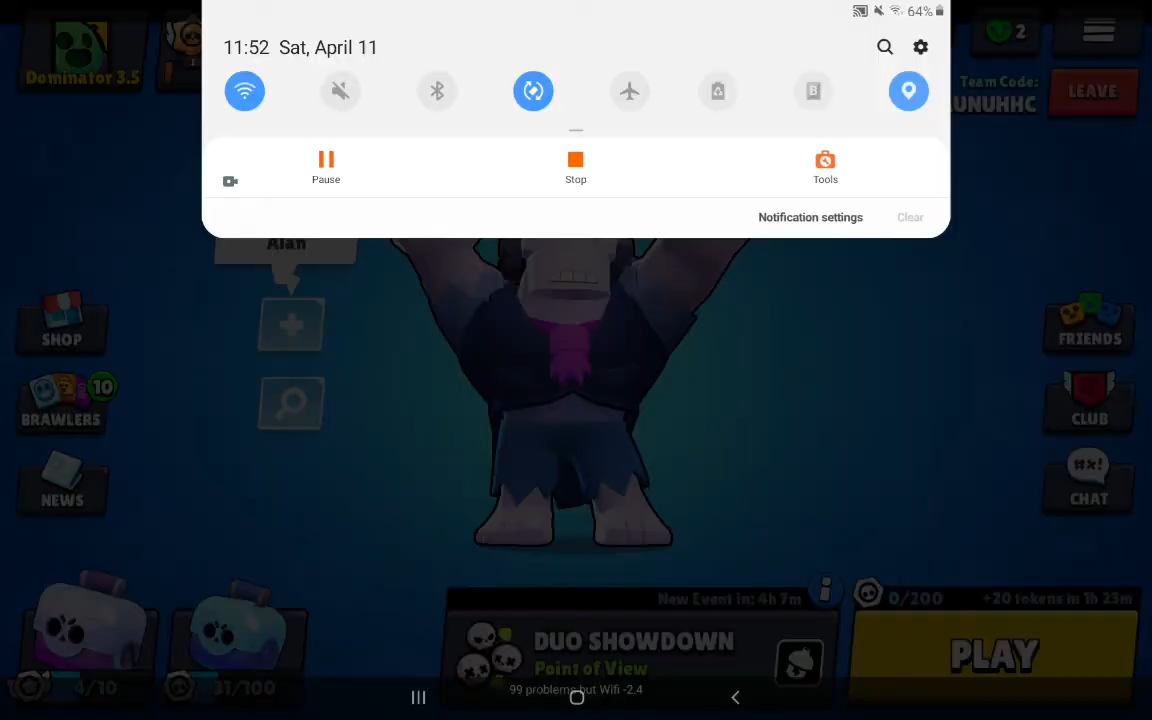 64%
11:52 Sat, April 11
2
Dominator 3.5
Team Code:
UNUHHC
LEAVE
Pause
Stop
Tools
Notification settings
Clear
Alan
SHOP
FRIENDS
10
BRAWLERS
CLUB
NEWS
#x!
CHAT
New Event in: 4h 7m
0/200
+20 tokens in 1h 23m
DUO SHOWDOWN
Point of View
PLAY
4/10
31/100
99 problems but Wifi -2.4